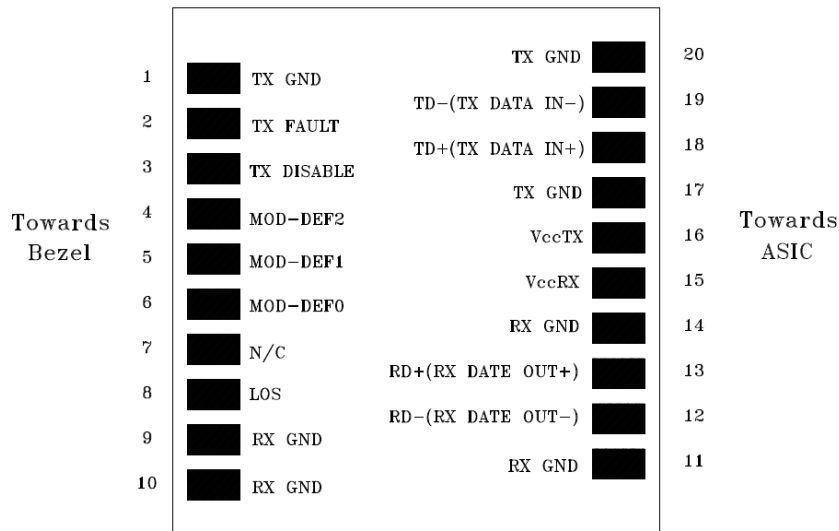 1 TX GND
2 TX FAULT
3 TX DISABLE
4 MOD-DEF2
5 MOD-DEF1
6 MOD-DEF0
7 N/C
8 LOS
9 RX GND
10 RX GND
Towards
Bezel
TX GND 20
TD-(TX DATA IN-) 19
TD+(TX DATA IN+) 18
TX GND 17
VccTX 16
VccRX 15
RX GND 14
RD+(RX DATE OUT+) 13
RD-(RX DATE OUT-) 12
RX GND 11
Towards
ASIC